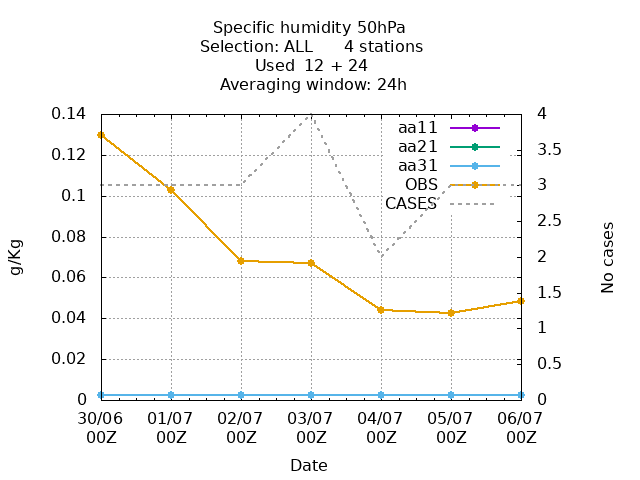 Specific humidity 50hPa
Selection: ALL      4 stations
Used  12 + 24
Averaging window: 24h
0.14
0.12
0.1
0.08
0.06
0.04
0.02
0
g/Kg
aa11
aa21
aa31
OBS
CASES
4
3.5
3
2.5
2
1.5
1
0.5
0
No cases
30/06 01/07 02/07 03/07 04/07 05/07 06/07
00Z 00Z 00Z 00Z 00Z 00Z 00Z
Date